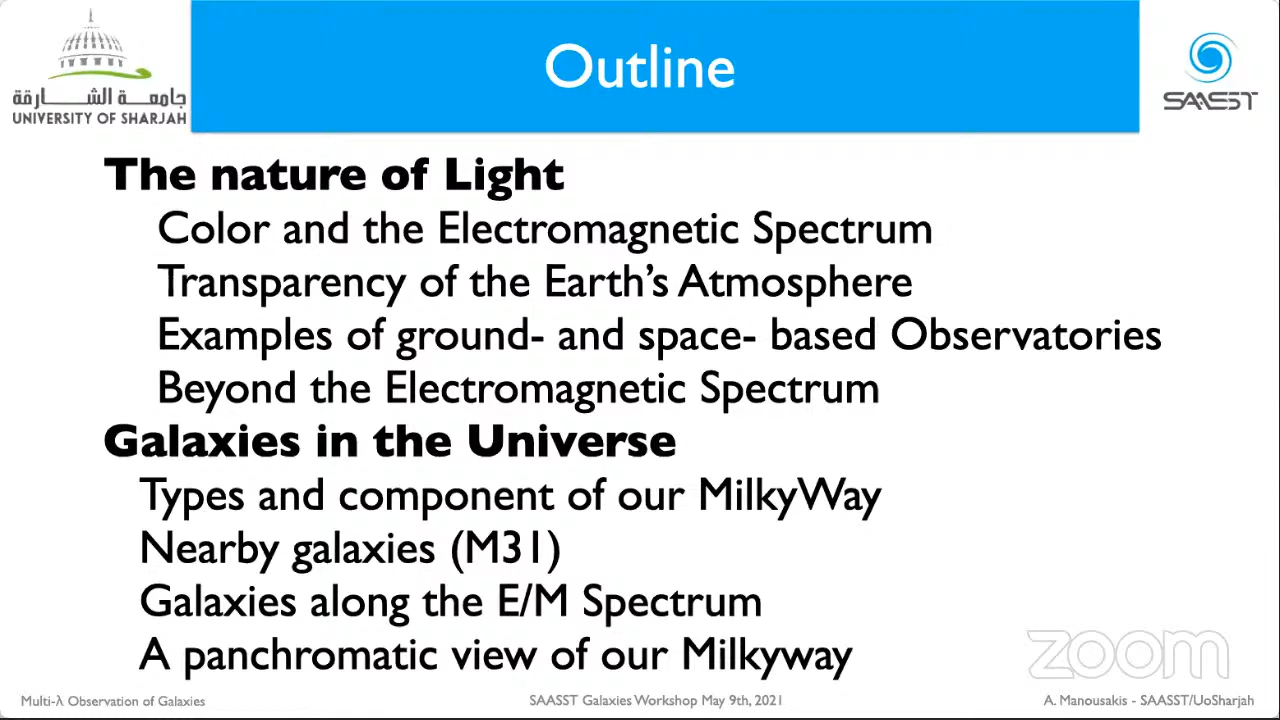 Outline
جامعة الشارقة
UNIVERSITY OF SHARJAH
SAASST
The nature of Light
Color and the Electromagnetic Spectrum
Transparency of the Earth’s Atmosphere
Examples of ground- and space- based Observatories
Beyond the Electromagnetic Spectrum
Galaxies in the Universe
Types and component of our MilkyWay
Nearby galaxies (M31)
Galaxies along the E/M Spectrum
A panchromatic view of our Milkyway
zoom
Multi-λ Observation of Galaxies
SAASST Galaxies Workshop May 9th, 2021
A. Manousakis - SAASST/UoSharjah